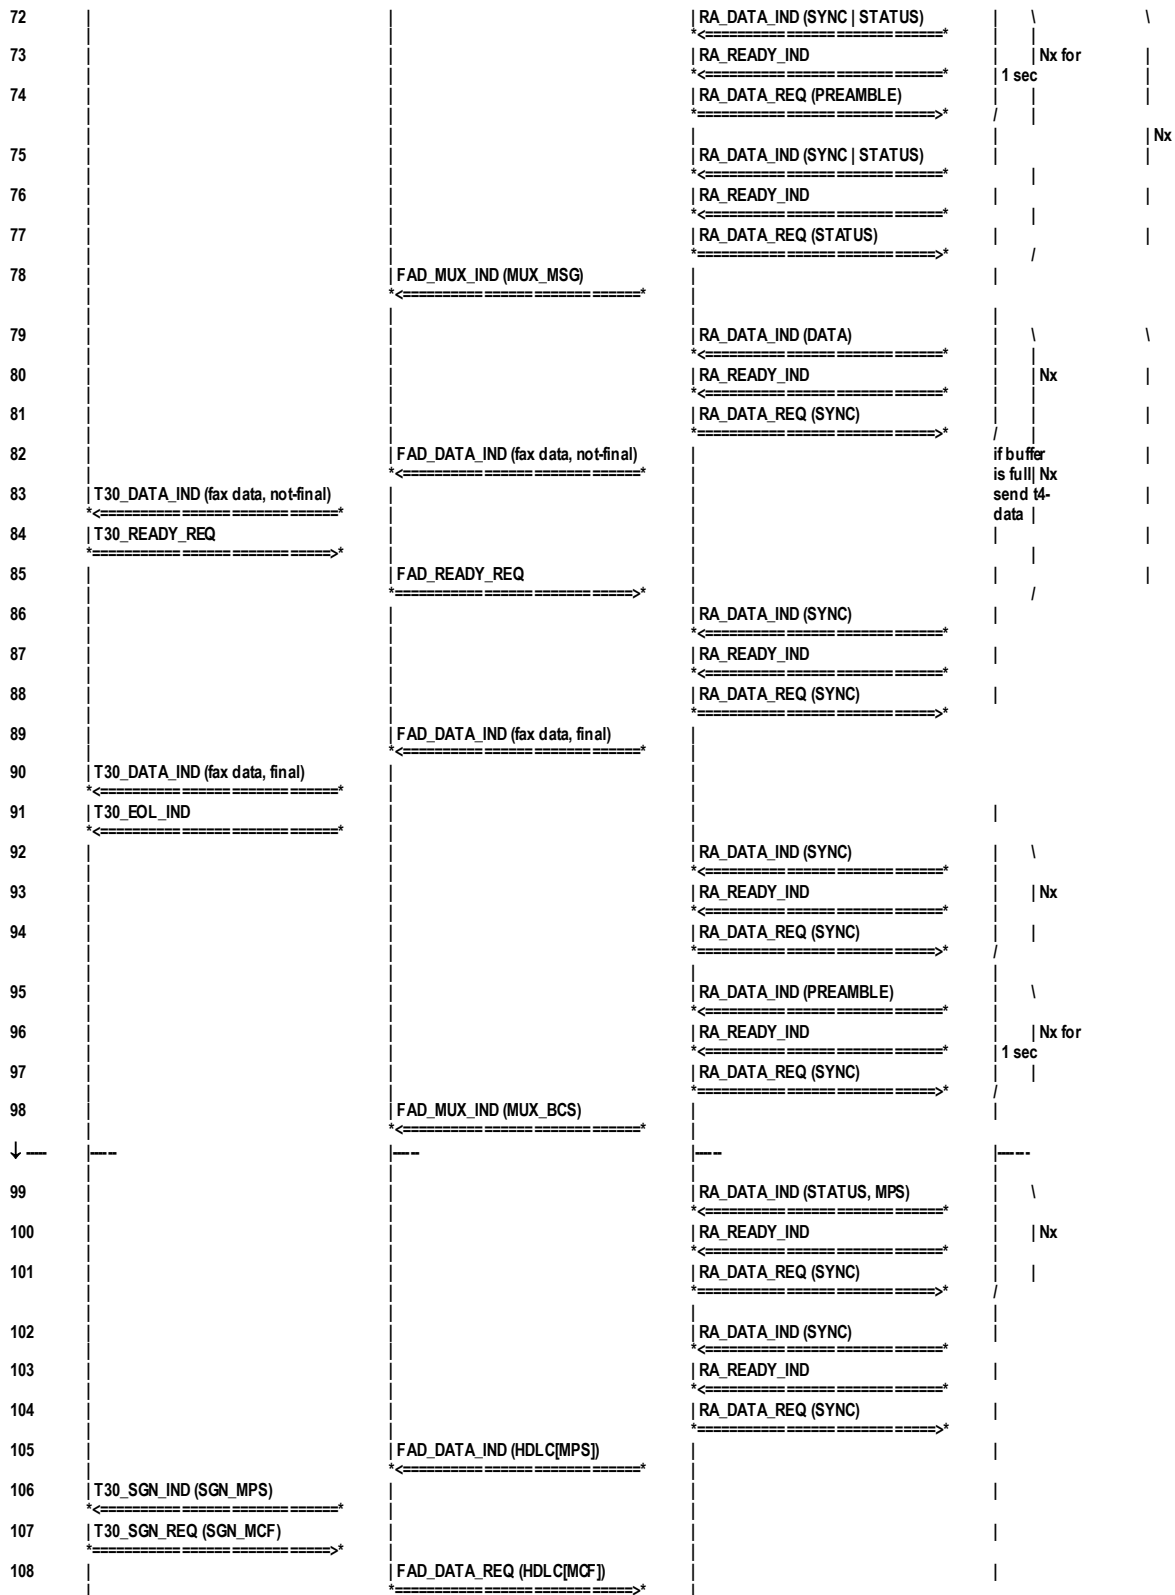 72 RA_DATA_IND (SYNC | STATUS)
73 RA_READY_IND Nx for
1 sec
74 RA_DATA_REQ (PREAMBLE)
Nx
75 RA_DATA_IND (SYNC | STATUS)
76 RA_READY_IND
77 RA_DATA_REQ (STATUS)
78 FAD_MUX_IND (MUX_MSG)
79 RA_DATA_IND (DATA)
80 RA_READY_IND Nx
81 RA_DATA_REQ (SYNC)
82 FAD_DATA_IND (fax data, not-final) if buffer
is full| Nx
83 T30_DATA_IND (fax data, not-final) send t4-
data
84 T30_READY_REQ
85 FAD_READY_REQ
86 RA_DATA_IND (SYNC)
87 RA_READY_IND
88 RA_DATA_REQ (SYNC)
89 FAD_DATA_IND (fax data, final)
90 T30_DATA_IND (fax data, final)
91 T30_EOL_IND
92 RA_DATA_IND (SYNC)
93 RA_READY_IND Nx
94 RA_DATA_REQ (SYNC)
95 RA_DATA_IND (PREAMBLE)
96 RA_READY_IND Nx for
1 sec
97 RA_DATA_REQ (SYNC)
98 FAD_MUX_IND (MUX_BCS)
99 RA_DATA_IND (STATUS, MPS)
100 RA_READY_IND Nx
101 RA_DATA_REQ (SYNC)
102 RA_DATA_IND (SYNC)
103 RA_READY_IND
104 RA_DATA_REQ (SYNC)
105 FAD_DATA_IND (HDLC[MPS])
106 T30_SGN_IND (SGN_MPS)
107 T30_SGN_REQ (SGN_MCF)
108 FAD_DATA_REQ (HDLC[MCF])